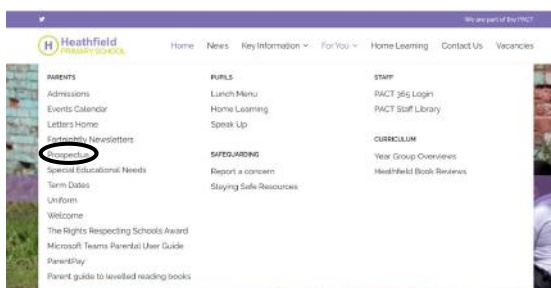 We are part of the PACT
H Heathfield
PRIMARY SCHOOL
Home News Key Information For You Home Learning Contact Us Vacancies
PARENTS
Admissions
Events Calendar
Letters Home
Fortnightly Newsletters
Prospectus
Special Educational Needs
Term Dates
Uniform
Welcome
The Rights Respecting Schools Award
Microsoft Teams Parental User Guide
ParentPay
Parent guide to levelled reading books
PUPILS
Lunch Menu
Home Learning
Speak Up
SAFEGUARDING
Report a concern
Staying Safe Resources
STAFF
PACT 365 Login
PACT Staff Library
CURRICULUM
Year Group Overviews
Heathfield Book Reviews